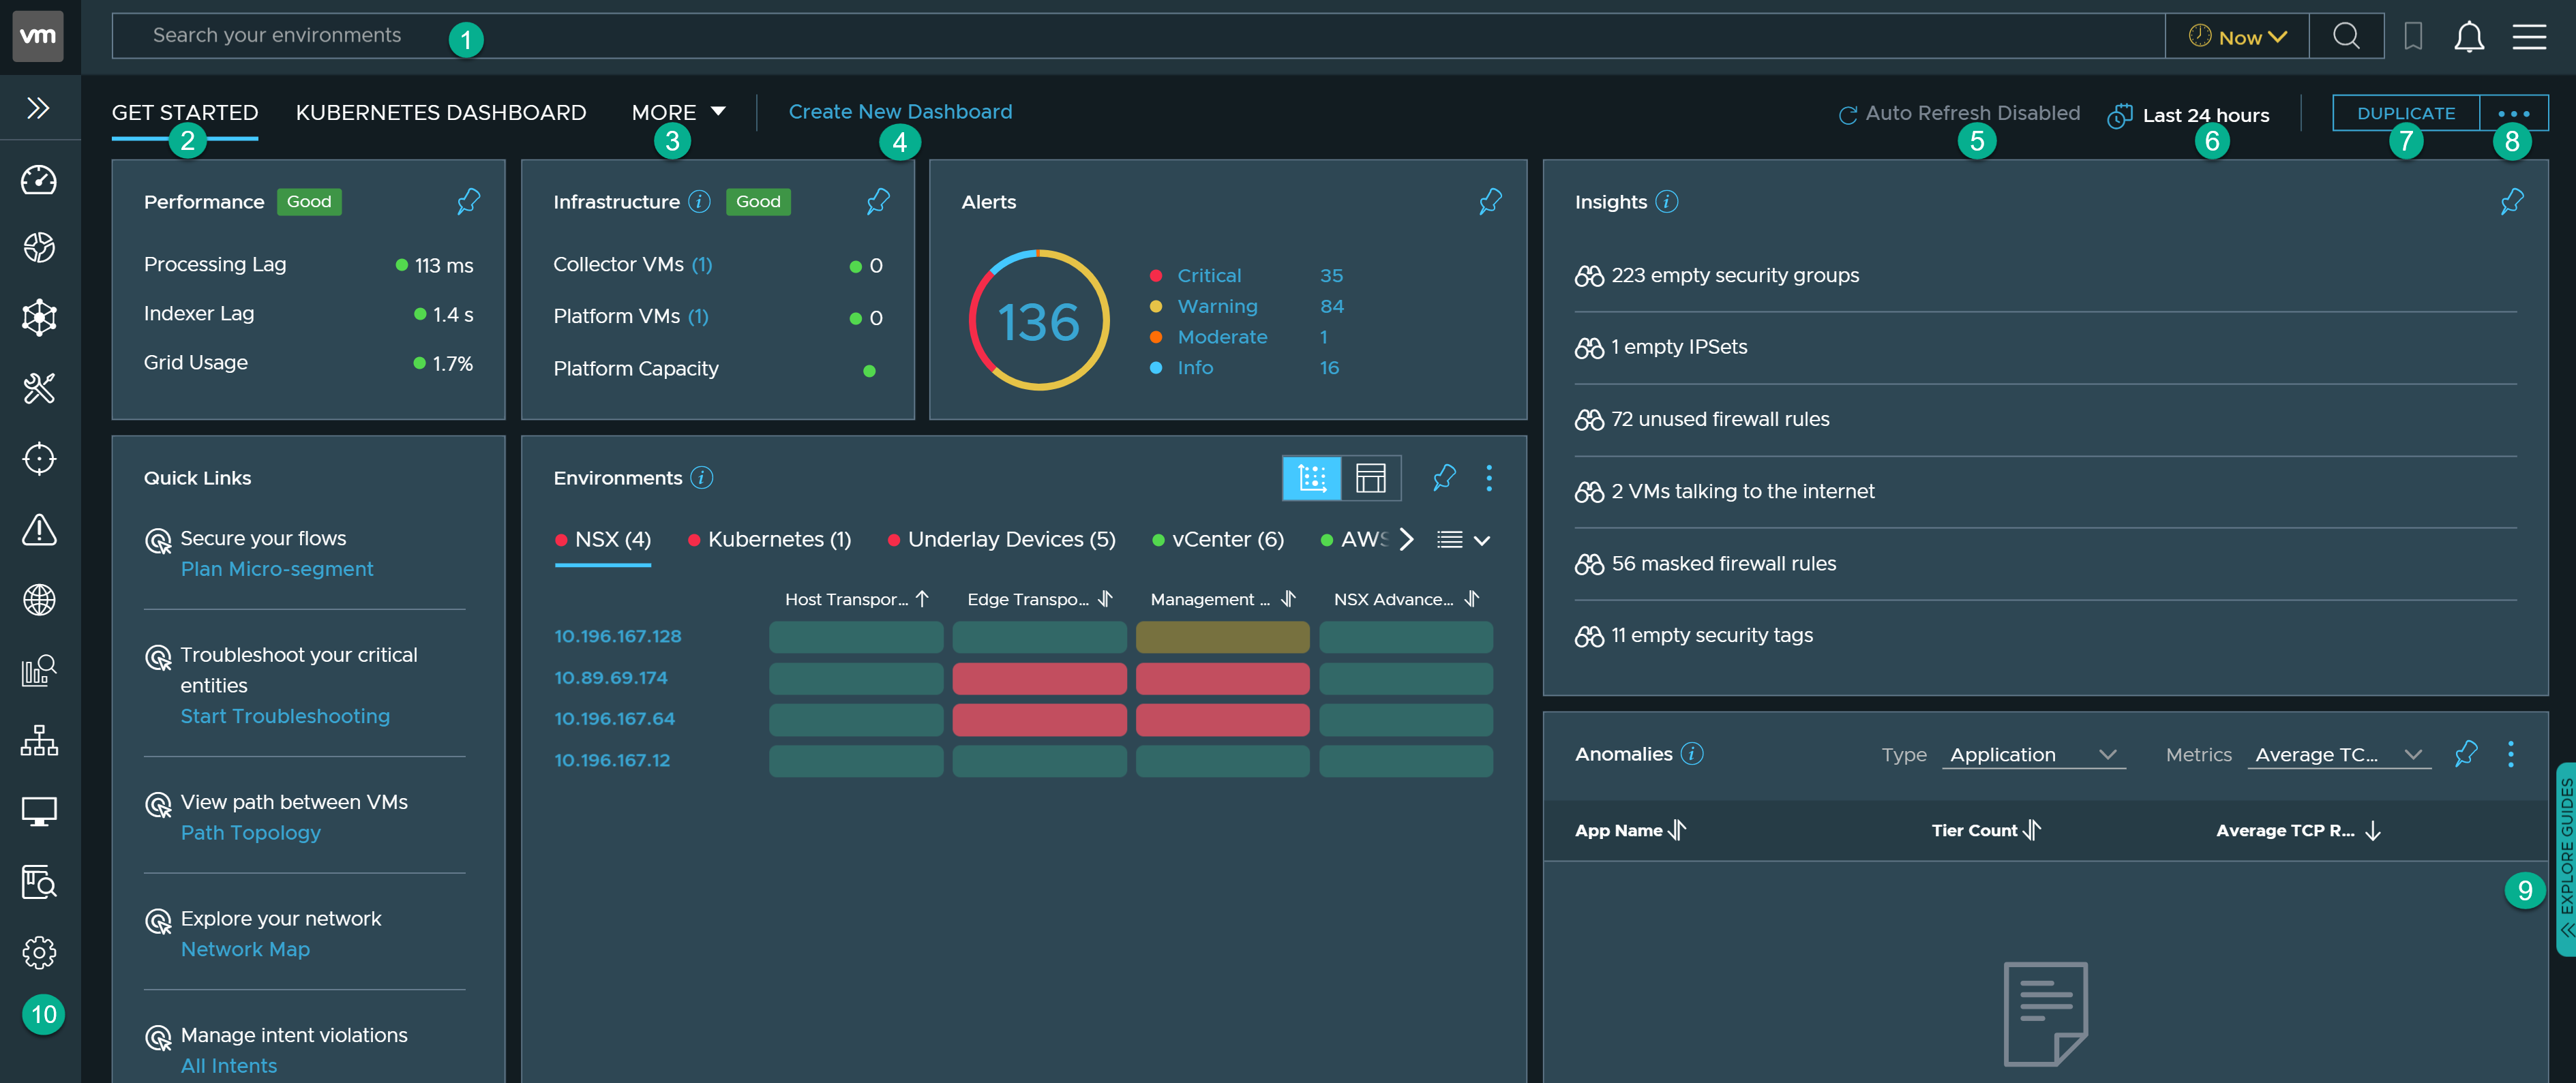 vm
Search your environments
1
Now
GET STARTED
KUBERNETES DASHBOARD
MORE
Create New Dashboard
Auto Refresh Disabled
Last 24 hours
DUPLICATE
2
3
4
5
6
7
8
Performance Good
Processing Lag 113 ms
Indexer Lag 1.4 s
Grid Usage 1.7%
Infrastructure i Good
Collector VMs (1) 0
Platform VMs (1) 0
Platform Capacity
Alerts
136
Critical 35
Warning 84
Moderate 1
Info 16
Insights i
223 empty security groups
1 empty IPSets
72 unused firewall rules
2 VMs talking to the internet
56 masked firewall rules
11 empty security tags
Quick Links
Secure your flows
Plan Micro-segment
Troubleshoot your critical
entities
Start Troubleshooting
View path between VMs
Path Topology
Explore your network
Network Map
Manage intent violations
All Intents
Environments i
NSX (4) Kubernetes (1) Underlay Devices (5) vCenter (6) AWS
Host Transpor... Edge Transpo... Management ... NSX Advance...
10.196.167.128
10.89.69.174
10.196.167.64
10.196.167.12
Anomalies i
Type Application
Metrics Average TC...
App Name Tier Count Average TCP R...
9
EXPLORE GUIDES
10